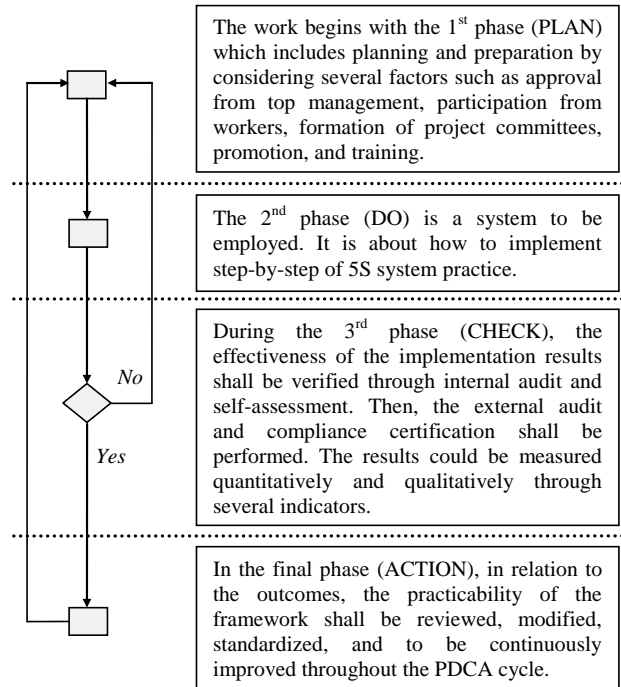 The work begins with the 1st phase (PLAN)
which includes planning and preparation by
considering several factors such as approval
from top management, participation from
workers, formation of project committees,
promotion, and training.
The 2nd phase (DO) is a system to be
employed. It is about how to implement
step-by-step of 5S system practice.
During the 3rd phase (CHECK), the
effectiveness of the implementation results
shall be verified through internal audit and
self-assessment. Then, the external audit
and compliance certification shall be
performed. The results could be measured
quantitatively and qualitatively through
several indicators.
No
Yes
In the final phase (ACTION), in relation to
the outcomes, the practicability of the
framework shall be reviewed, modified,
standardized, and to be continuously
improved throughout the PDCA cycle.